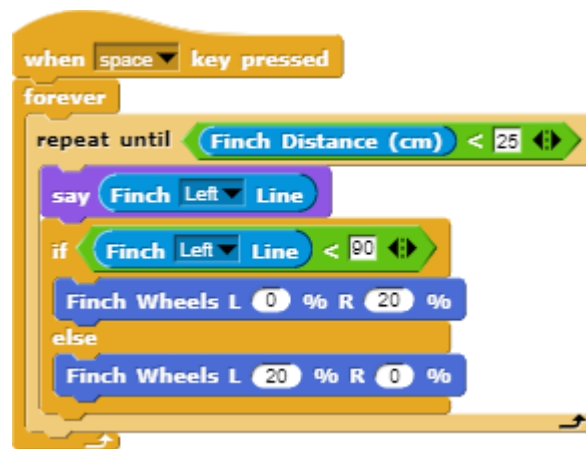 when space key pressed
forever
repeat until Finch Distance (cm) < 25
say Finch Left Line
if Finch Left Line < 90
Finch Wheels L 0 % R 20 %
else
Finch Wheels L 20 % R 0 %